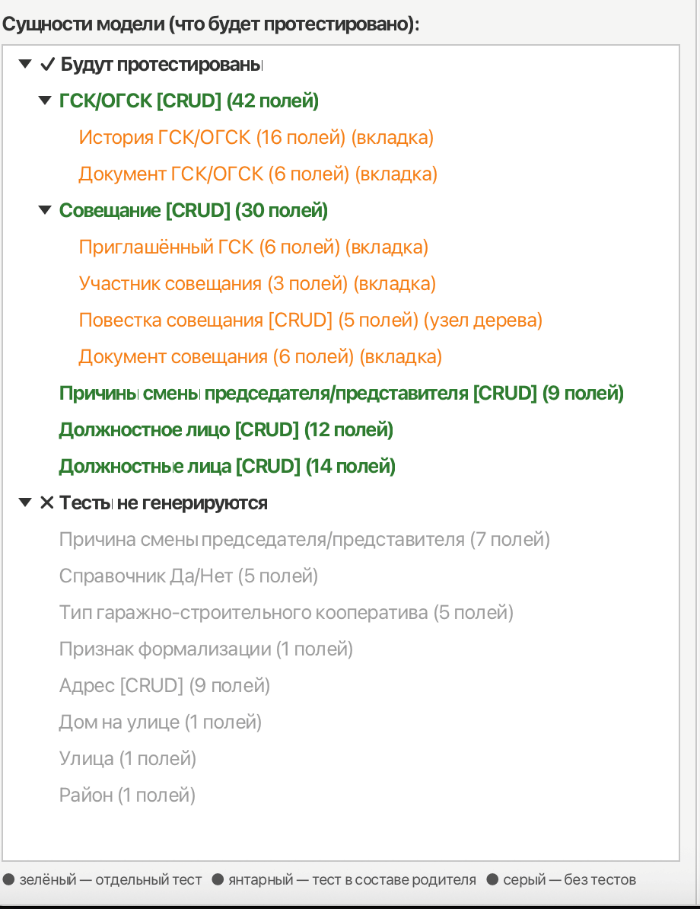 Сущности модели (что будет протестировано):
✓ Будут протестированы
ГСК/ОГСК [CRUD] (42 полей)
История ГСК/ОГСК (16 полей) (вкладка)
Документ ГСК/ОГСК (6 полей) (вкладка)
Совещание [CRUD] (30 полей)
Приглашённый ГСК (6 полей) (вкладка)
Участник совещания (3 полей) (вкладка)
Повестка совещания [CRUD] (5 полей) (узел дерева)
Документ совещания (6 полей) (вкладка)
Причины смены председателя/представителя [CRUD] (9 полей)
Должностное лицо [CRUD] (12 полей)
Должностные лица [CRUD] (14 полей)
✕ Тесты не генерируются
Причина смены председателя/представителя (7 полей)
Справочник Да/Нет (5 полей)
Тип гаражно-строительного кооператива (5 полей)
Признак формализации (1 полей)
Адрес [CRUD] (9 полей)
Дом на улице (1 полей)
Улица (1 полей)
Район (1 полей)
● зелёный — отдельный тест ● янтарный — тест в составе родителя ● серый — без тестов